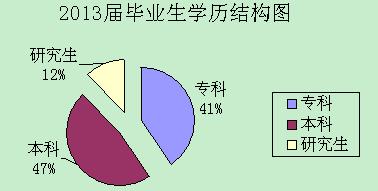 2013届毕业生学历结构图
研究生
12%
专科
41%
本科
47%
专科
本科
研究生